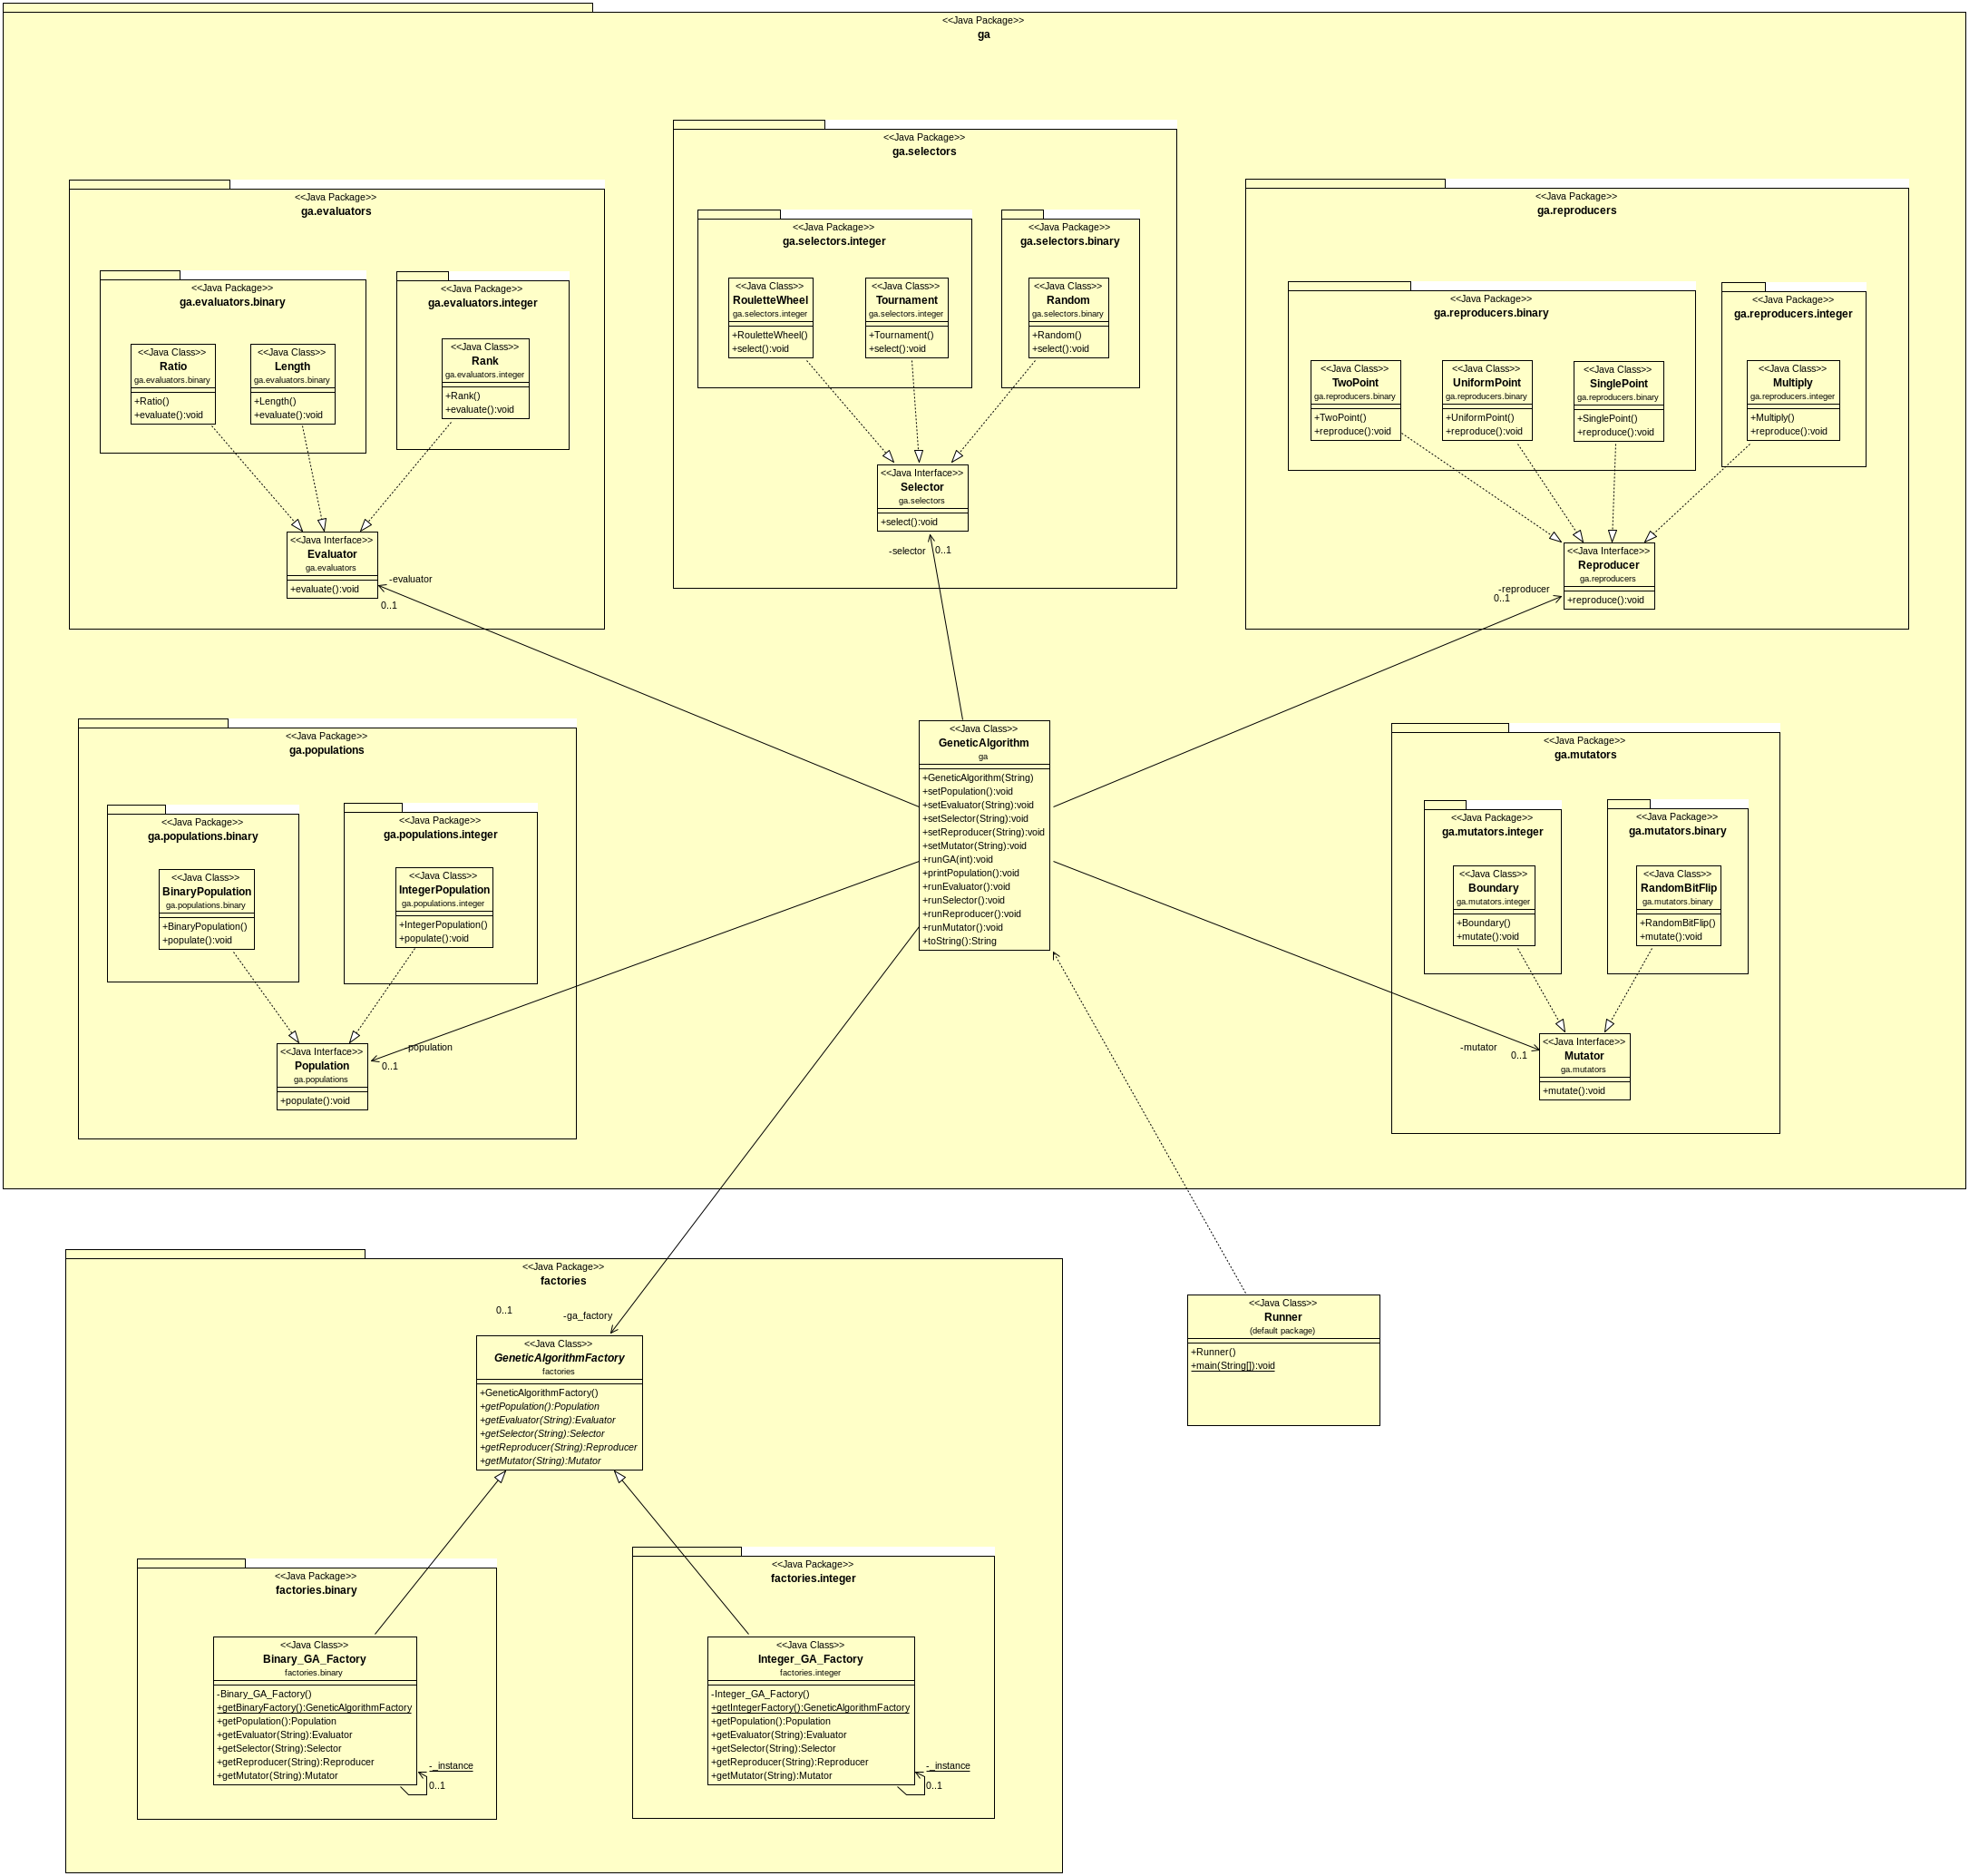 <<Java Package>>
ga
<<Java Package>>
ga.selectors
<<Java Package>>
ga.evaluators
<<Java Package>>
ga.reproducers
<<Java Package>>
ga.selectors.integer
<<Java Package>>
ga.selectors.binary
<<Java Package>>
ga.evaluators.binary
<<Java Package>>
ga.evaluators.integer
<<Java Package>>
ga.reproducers.binary
<<Java Package>>
ga.reproducers.integer
<<Java Class>>
RouletteWheel
ga.selectors.integer
+RouletteWheel()
+select():void
<<Java Class>>
Tournament
ga.selectors.integer
+Tournament()
+select():void
<<Java Class>>
Random
ga.selectors.binary
+Random()
+select():void
<<Java Class>>
Ratio
ga.evaluators.binary
+Ratio()
+evaluate():void
<<Java Class>>
Length
ga.evaluators.binary
+Length()
+evaluate():void
<<Java Class>>
Rank
ga.evaluators.integer
+Rank()
+evaluate():void
<<Java Class>>
TwoPoint
ga.reproducers.binary
+TwoPoint()
+reproduce():void
<<Java Class>>
UniformPoint
ga.reproducers.binary
+UniformPoint()
+reproduce():void
<<Java Class>>
SinglePoint
ga.reproducers.binary
+SinglePoint()
+reproduce():void
<<Java Class>>
Multiply
ga.reproducers.integer
+Multiply()
+reproduce():void
<<Java Interface>>
Selector
ga.selectors
+select():void
-selector
0..1
<<Java Interface>>
Evaluator
ga.evaluators
+evaluate():void
-evaluator
0..1
<<Java Interface>>
Reproducer
ga.reproducers
+reproduce():void
-reproducer
0..1
<<Java Package>>
ga.populations
<<Java Class>>
GeneticAlgorithm
ga
+GeneticAlgorithm(String)
+setPopulation():void
+setEvaluator(String):void
+setSelector(String):void
+setReproducer(String):void
+setMutator(String):void
+runGA(int):void
+printPopulation():void
+runEvaluator():void
+runSelector():void
+runReproducer():void
+runMutator():void
+toString():String
<<Java Package>>
ga.mutators
<<Java Package>>
ga.populations.binary
<<Java Package>>
ga.populations.integer
<<Java Package>>
ga.mutators.integer
<<Java Package>>
ga.mutators.binary
<<Java Class>>
BinaryPopulation
ga.populations.binary
+BinaryPopulation()
+populate():void
<<Java Class>>
IntegerPopulation
ga.populations.integer
+IntegerPopulation()
+populate():void
<<Java Class>>
Boundary
ga.mutators.integer
+Boundary()
+mutate():void
<<Java Class>>
RandomBitFlip
ga.mutators.binary
+RandomBitFlip()
+mutate():void
<<Java Interface>>
Population
ga.populations
+populate():void
-population
0..1
<<Java Interface>>
Mutator
ga.mutators
+mutate():void
-mutator
0..1
<<Java Package>>
factories
0..1
-ga_factory
<<Java Class>>
GeneticAlgorithmFactory
factories
+GeneticAlgorithmFactory()
+getPopulation():Population
+getEvaluator(String):Evaluator
+getSelector(String):Selector
+getReproducer(String):Reproducer
+getMutator(String):Mutator
<<Java Class>>
Runner
(default package)
+Runner()
+main(String[]):void
<<Java Package>>
factories.binary
<<Java Package>>
factories.integer
<<Java Class>>
Binary_GA_Factory
factories.binary
-Binary_GA_Factory()
+getBinaryFactory():GeneticAlgorithmFactory
+getPopulation():Population
+getEvaluator(String):Evaluator
+getSelector(String):Selector
+getReproducer(String):Reproducer
+getMutator(String):Mutator
-_instance
0..1
<<Java Class>>
Integer_GA_Factory
factories.integer
-Integer_GA_Factory()
+getIntegerFactory():GeneticAlgorithmFactory
+getPopulation():Population
+getEvaluator(String):Evaluator
+getSelector(String):Selector
+getReproducer(String):Reproducer
+getMutator(String):Mutator
-_instance
0..1